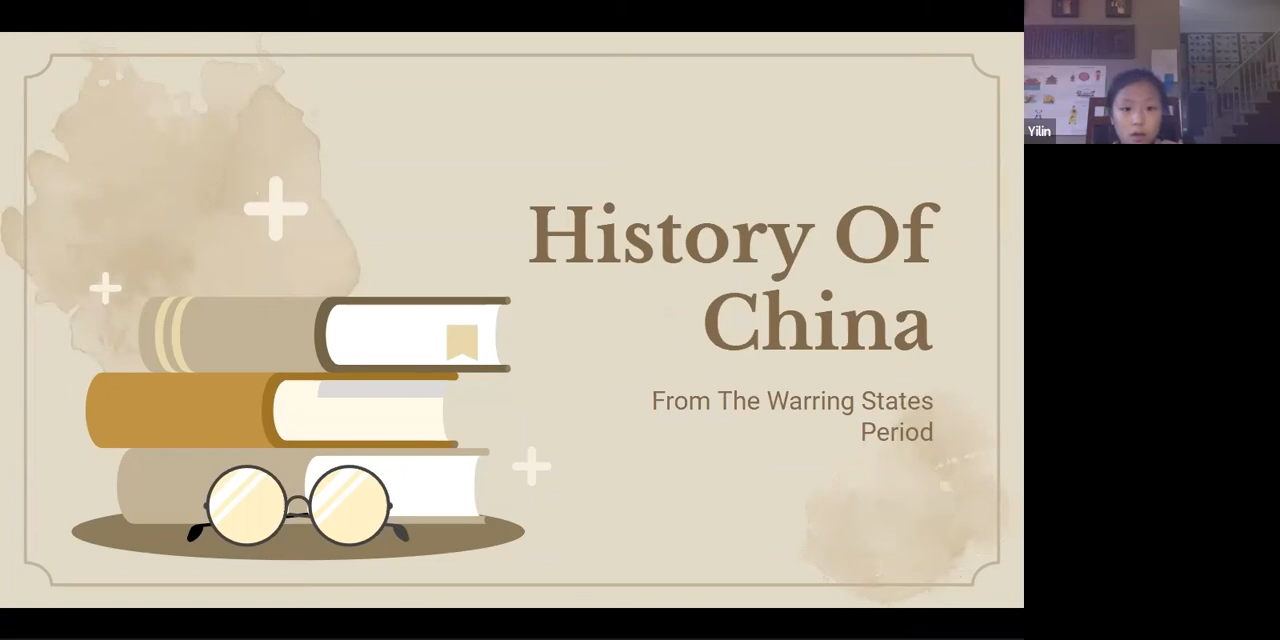 History Of
China
From The Warring States
Period
Yilin